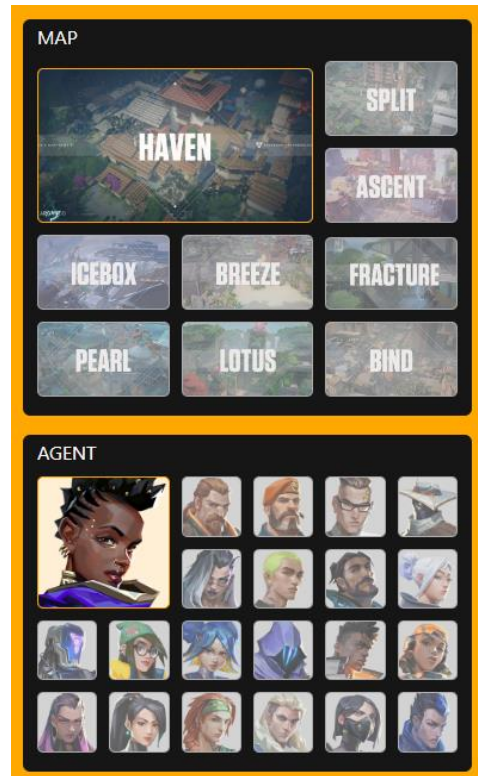 MAP
HAVEN
SPLIT
ASCENT
ICEBOX
BREEZE
FRACTURE
PEARL
LOTUS
BIND
AGENT